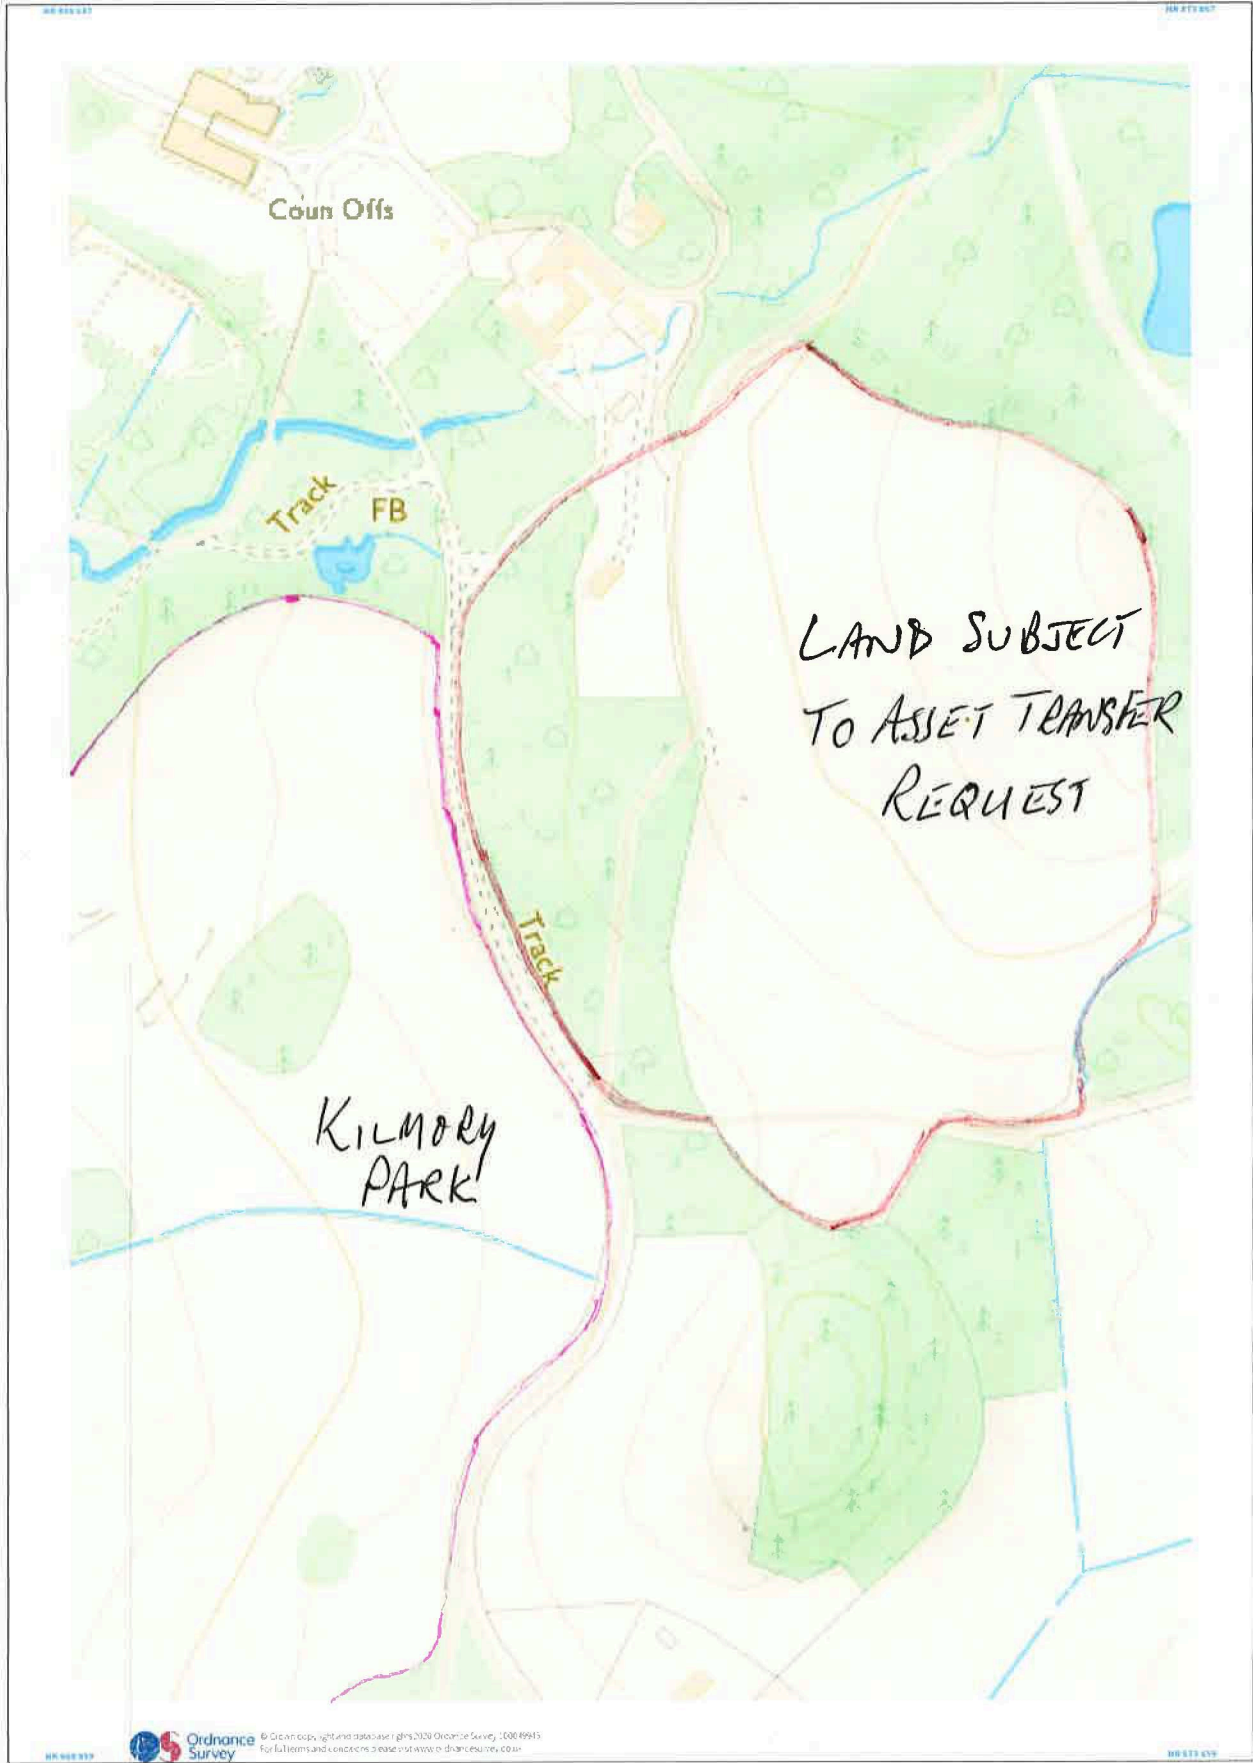 Coun Offs
Track
FB
LAND SUBJECT
TO ASSET TRANSFER
REQUEST
Track
KILMORY
PARK
Ordnance
Survey